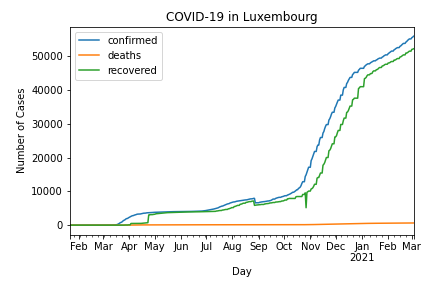 COVID-19 in Luxembourg
confirmed
deaths
recovered
Number of Cases
50000
40000
30000
20000
10000
0
Feb Mar Apr May Jun Jul Aug Sep Oct Nov Dec Jan Feb Mar
2021
Day